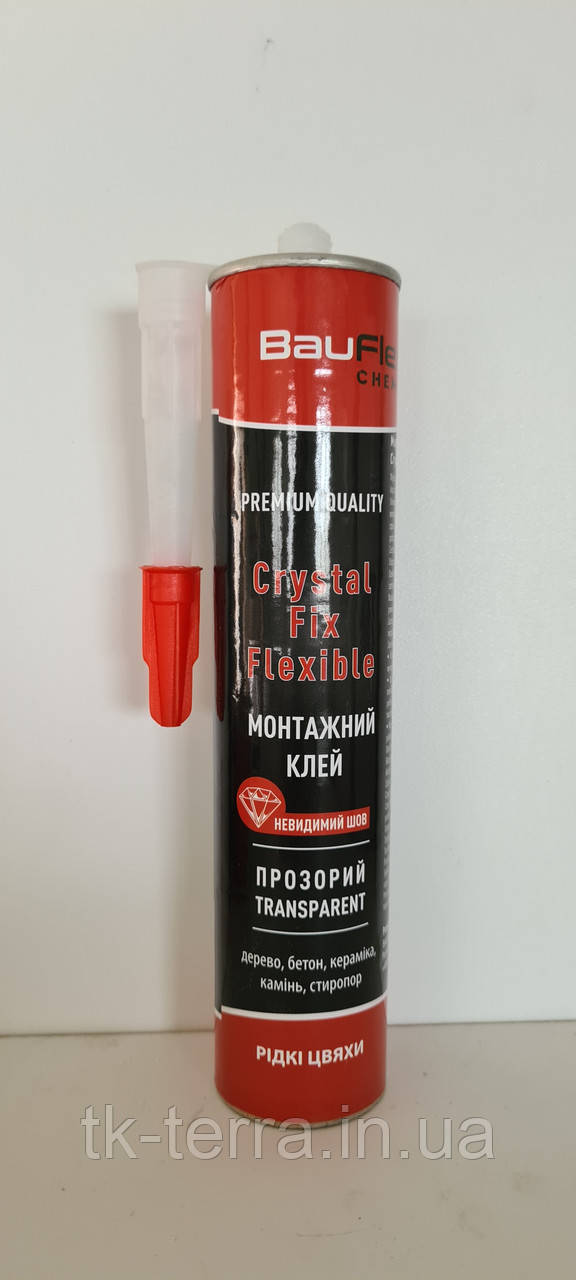 BauFle
CHE
PREMIUM QUALITY
Crystal
Fix
Flexible
МОНТАЖНИЙ
КЛЕЙ
НЕВИДИМИЙ ШОВ
ПРОЗОРИЙ
TRANSPARENT
дерево, бетон, кераміка,
камінь, стиропор
РІДКІ ЦВЯХИ
tk-terra.in.ua